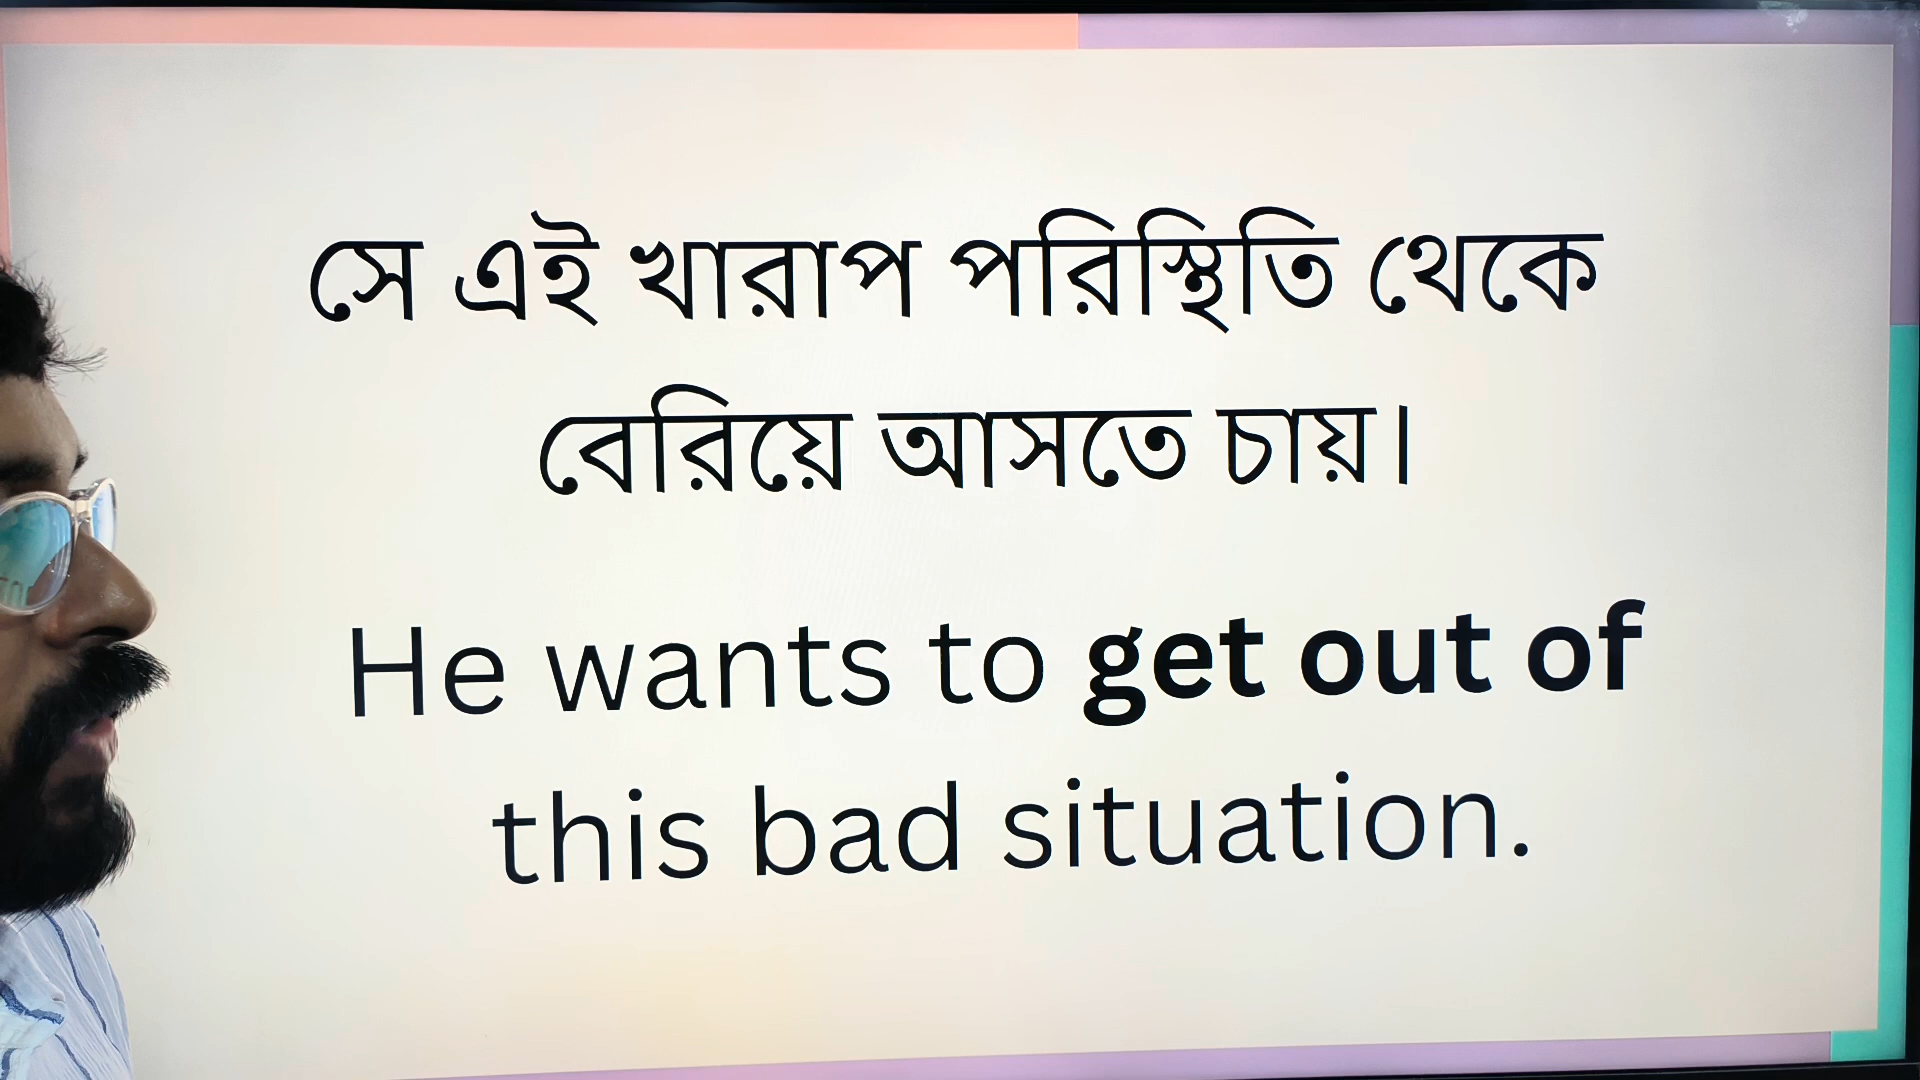 সে এই খারাপ পরিস্থিতি থেকে
বেরিয়ে আসতে চায়।
He wants to get out of
this bad situation.